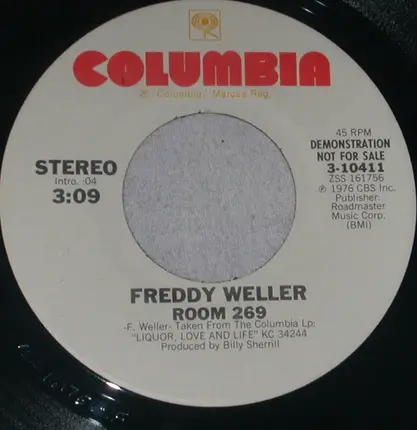 COLUMBIA
® "Columbia," Marcas Reg.
45 RPM
DEMONSTRATION
NOT FOR SALE
3-10411
ZSS 161756
℗ 1976 CBS Inc.
Publisher:
Roadmaster
Music Corp.
(BMI)
STEREO
Intro. :04
3:09
FREDDY WELLER
ROOM 269
-F. Weller- Taken From The Columbia Lp:
"LIQUOR, LOVE AND LIFE" KC 34244
Produced by Billy Sherrill